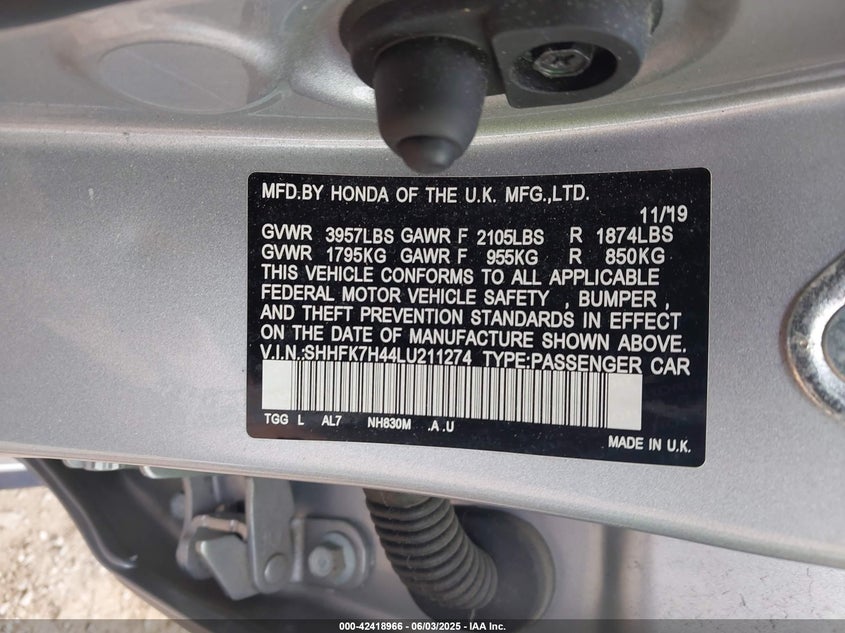 MFD.BY HONDA OF THE U.K. MFG.,LTD.
11/19
GVWR 3957LBS GAWR F 2105LBS R 1874LBS
GVWR 1795KG GAWR F 955KG R 850KG
THIS VEHICLE CONFORMS TO ALL APPLICABLE
FEDERAL MOTOR VEHICLE SAFETY , BUMPER ,
AND THEFT PREVENTION STANDARDS IN EFFECT
ON THE DATE OF MANUFACTURE SHOWN ABOVE.
V.I.N.:SHHFK7H44LU211274 TYPE:PASSENGER CAR
TGG L AL7 NH830M .A .U
MADE IN U.K.
000-42418966 - 06/03/2025 - IAA Inc.